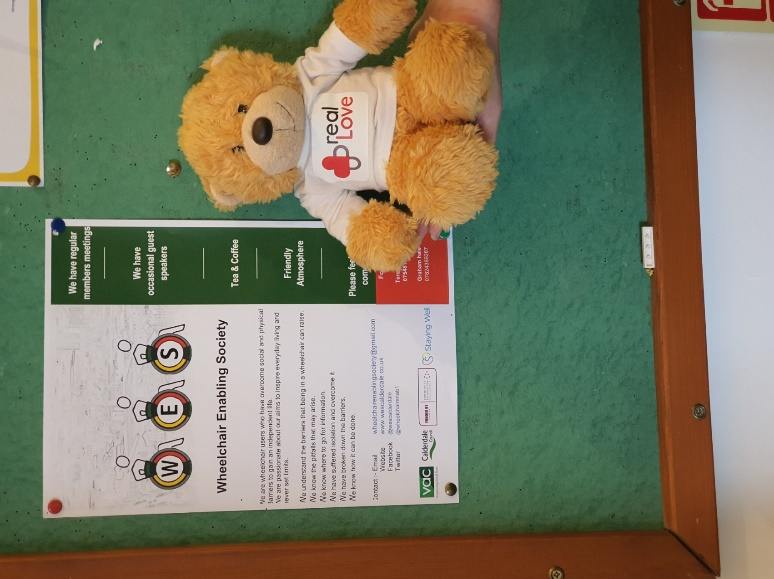 real
Love
W E S
Wheelchair Enabling Society
We are wheelchair users who have overcome social and physical
barriers to gain an independent life.
We are passionate about our aims to inspire everyday living and
never set limits.
We understand the barriers that being in a wheelchair can raise.
We know the pitfalls that may arise.
We know where to go for information.
We have suffered isolation and overcome it.
We have broken down the barriers.
We know how it can be done.
Contact :- Email
wheelchairenablingsociety@gmail.com
Website
Facebook
Twitter
vac
Calderdale
Staying Well
We have regular
members meetings
We have
occasional guest
speakers
Tea & Coffee
Friendly
Atmosphere
Please